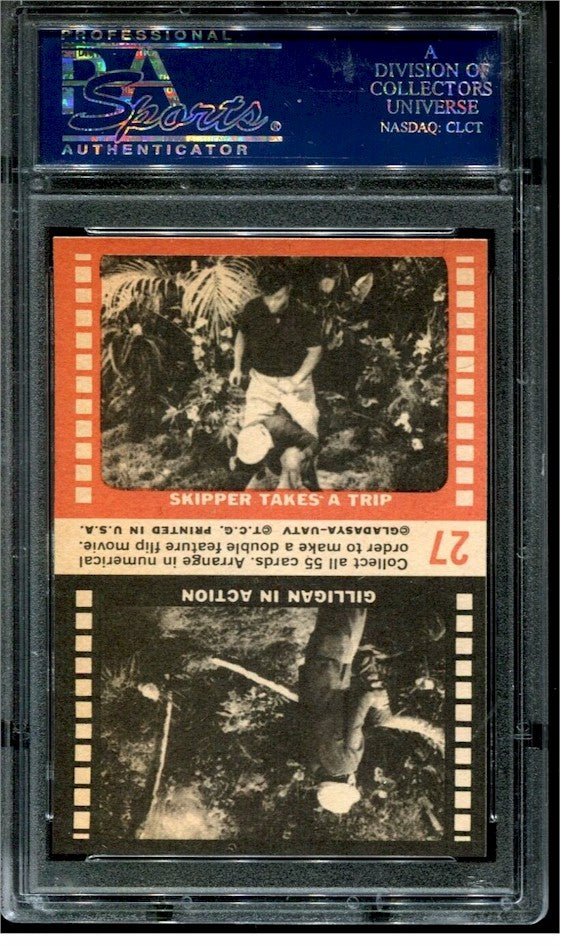 PROFESSIONAL
PSA
Sports®
AUTHENTICATOR
A
DIVISION OF
COLLECTORS
UNIVERSE
NASDAQ: CLCT
SKIPPER TAKES A TRIP
27
Collect all 55 cards. Arrange in numerical
order to make a double feature flip movie.
©GLADASYA–UATV ©T.C.G. PRINTED IN U.S.A.
GILLIGAN IN ACTION